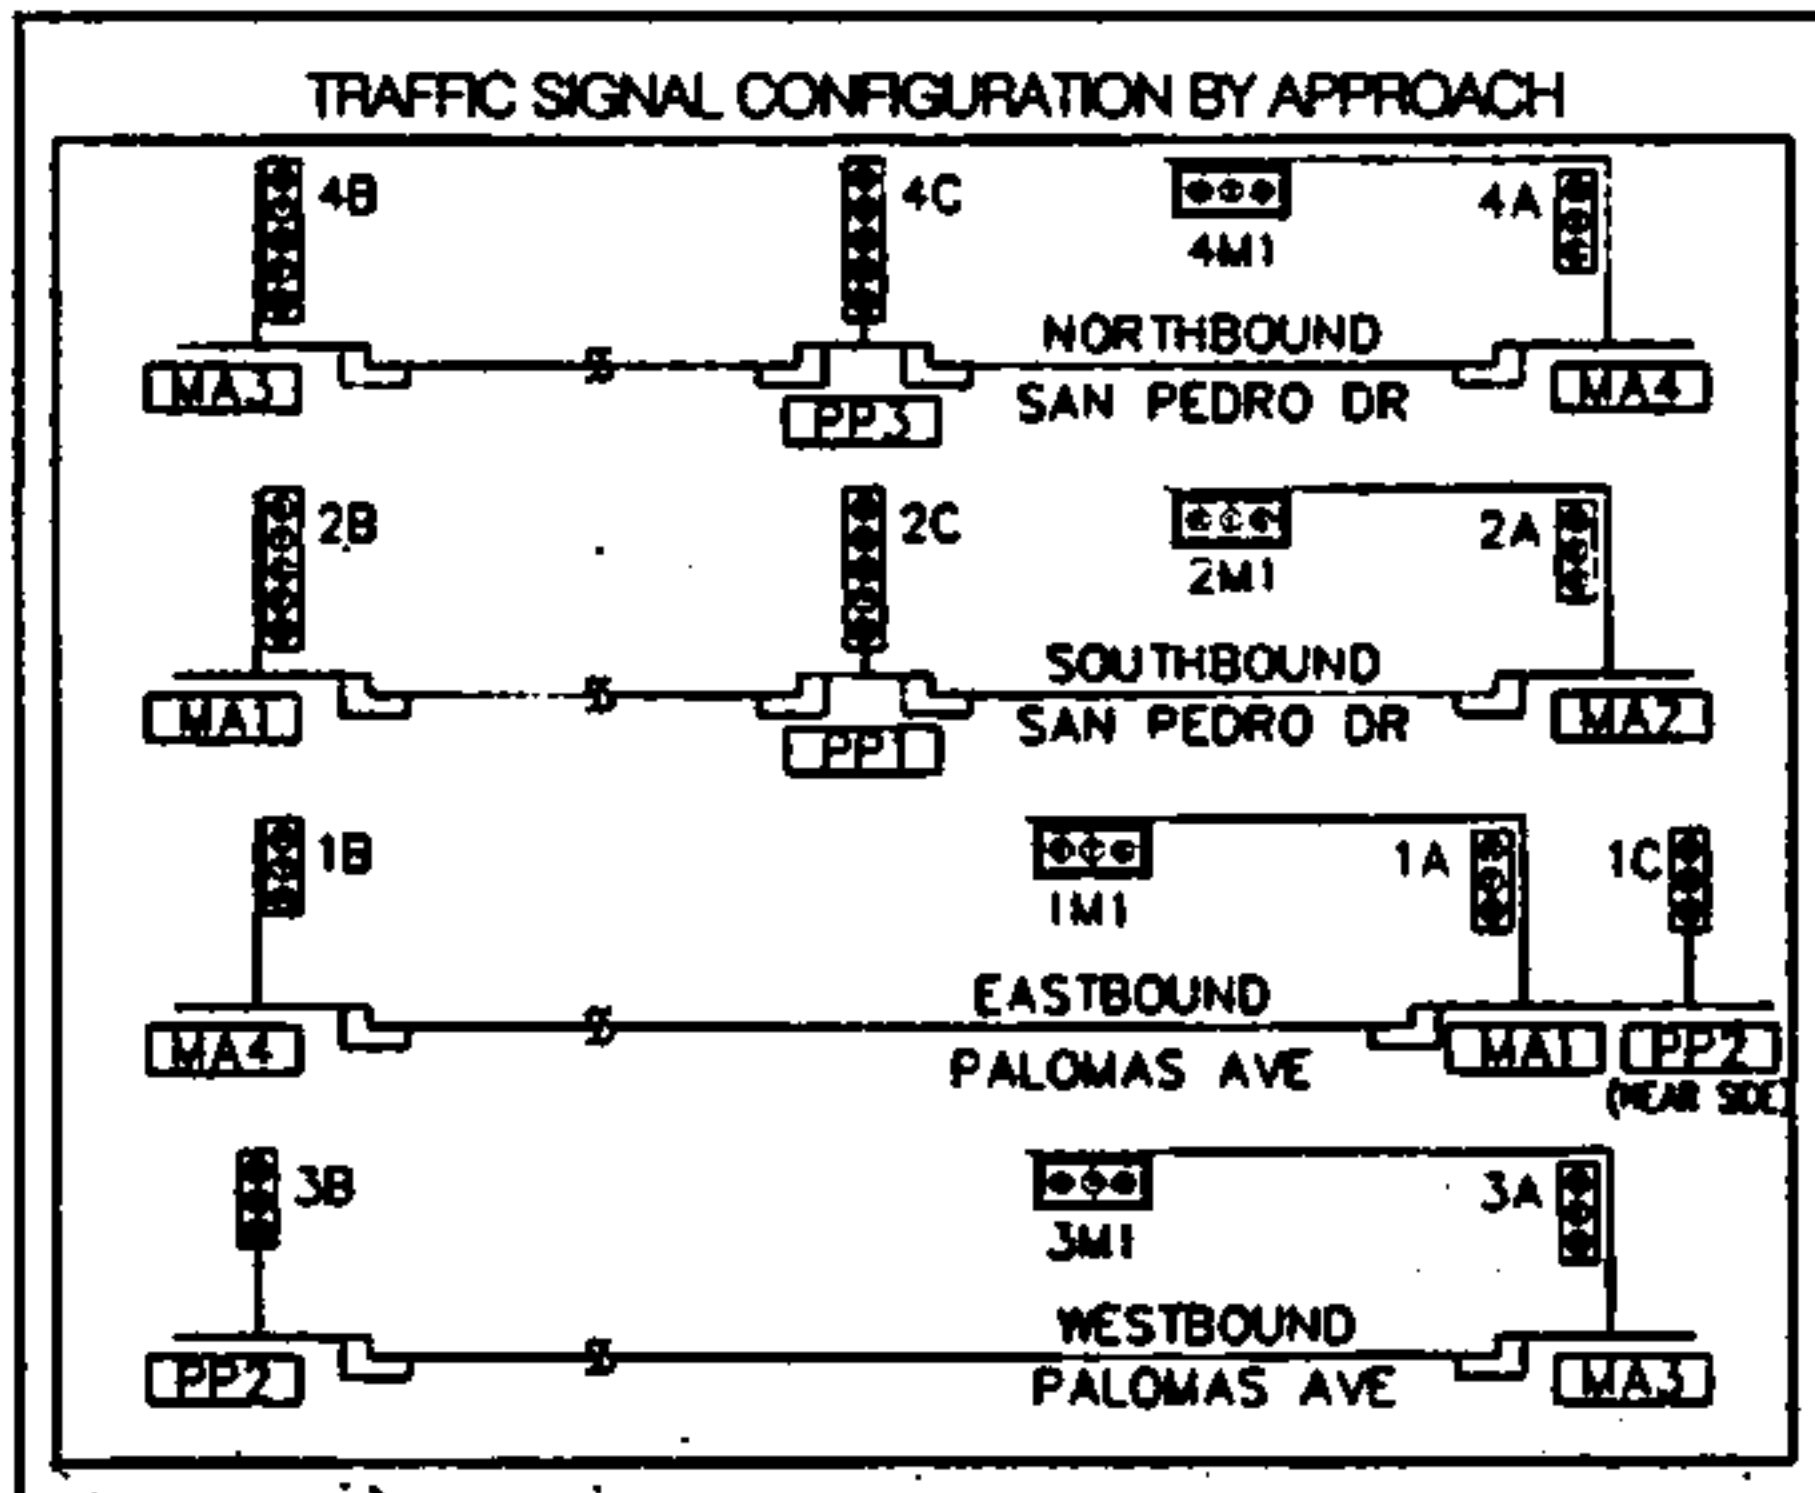 TRAFFIC SIGNAL CONFIGURATION BY APPROACH
4B 4C 4M1 4A
NORTHBOUND
SAN PEDRO DR
MA3 PP3 MA4
2B 2C 2M1 2A
SOUTHBOUND
SAN PEDRO DR
MA1 PP1 MA2
1B 1M1 1A 1C
EASTBOUND
PALOMAS AVE
MA4 MA1 PP2
(NEAR SIDE)
3B 3M1 3A
WESTBOUND
PALOMAS AVE
PP2 MA3